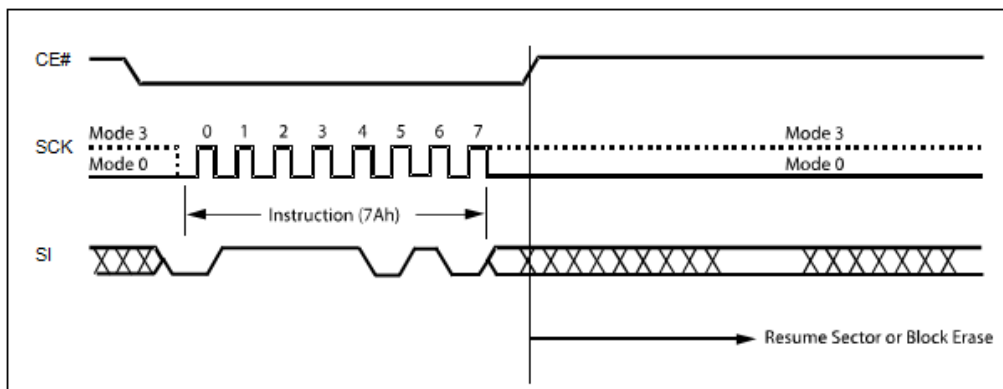 CE#
Mode 3
SCK
Mode 0
0 1 2 3 4 5 6 7
Mode 3
Mode 0
Instruction (7Ah)
SI
Resume Sector or Block Erase